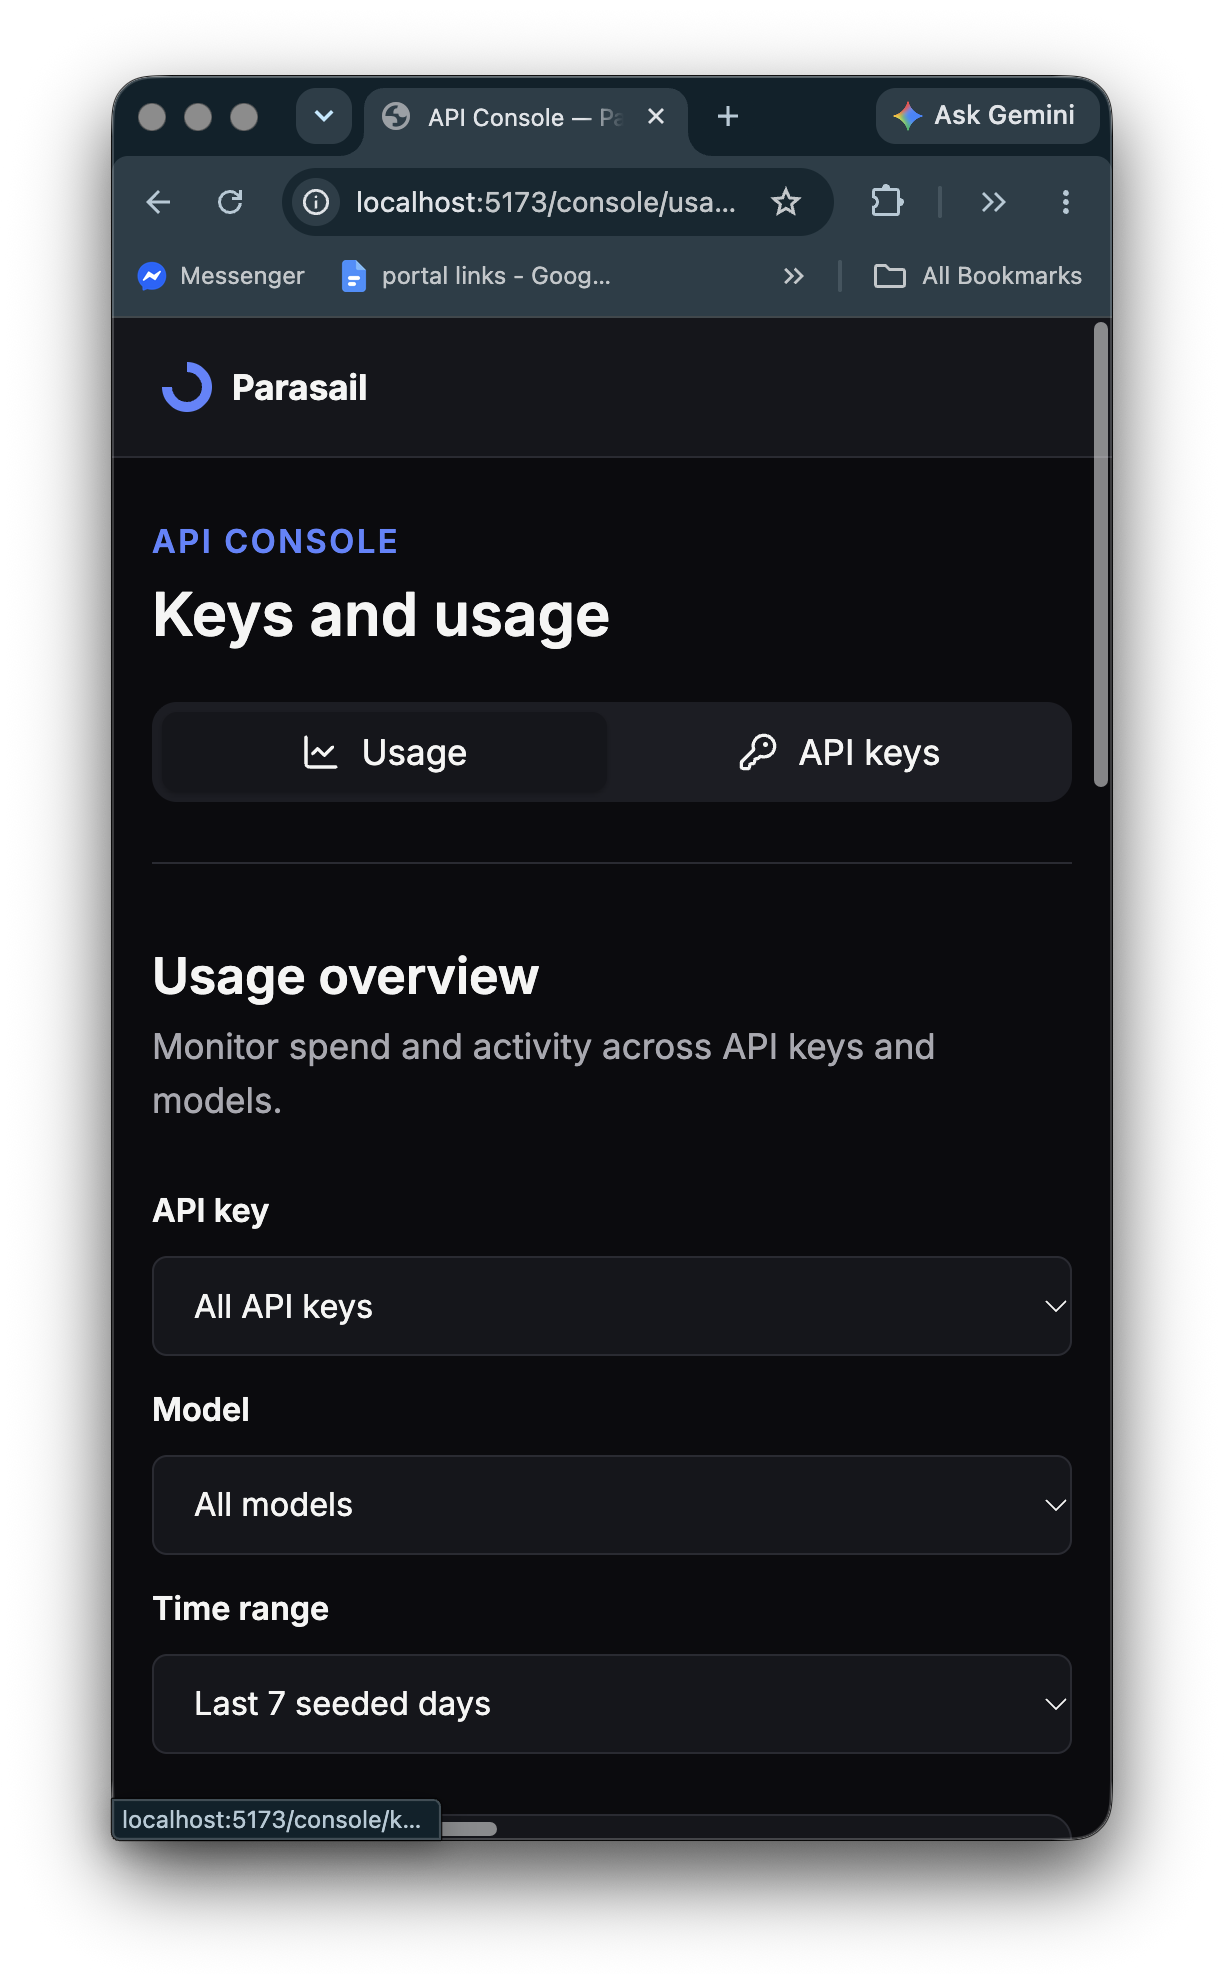 API Console — Pa
Ask Gemini
localhost:5173/console/usa...
Messenger
portal links - Goog...
All Bookmarks
Parasail
API CONSOLE
Keys and usage
Usage
API keys
Usage overview
Monitor spend and activity across API keys and
models.
API key
All API keys
Model
All models
Time range
Last 7 seeded days
localhost:5173/console/k...